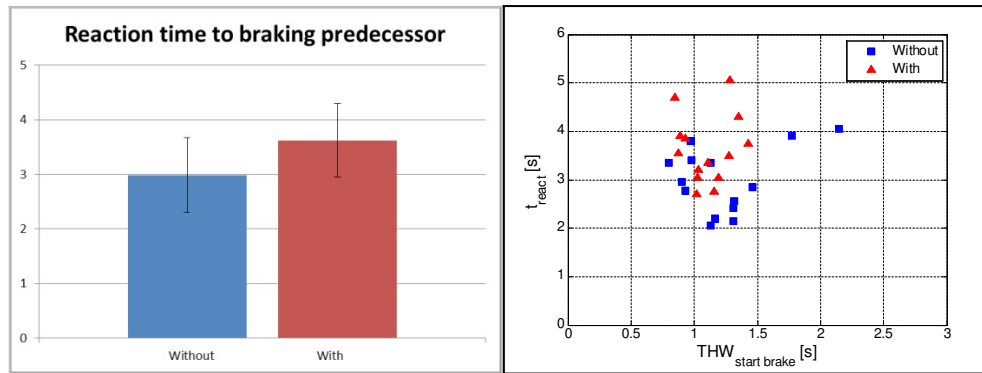 Reaction time to braking predecessor
5
4
3
2
1
0
Without
With
6
5
4
3
2
1
0
0
0.5
1
1.5
2
2.5
3
t_react [s]
THW_start brake [s]
Without
With